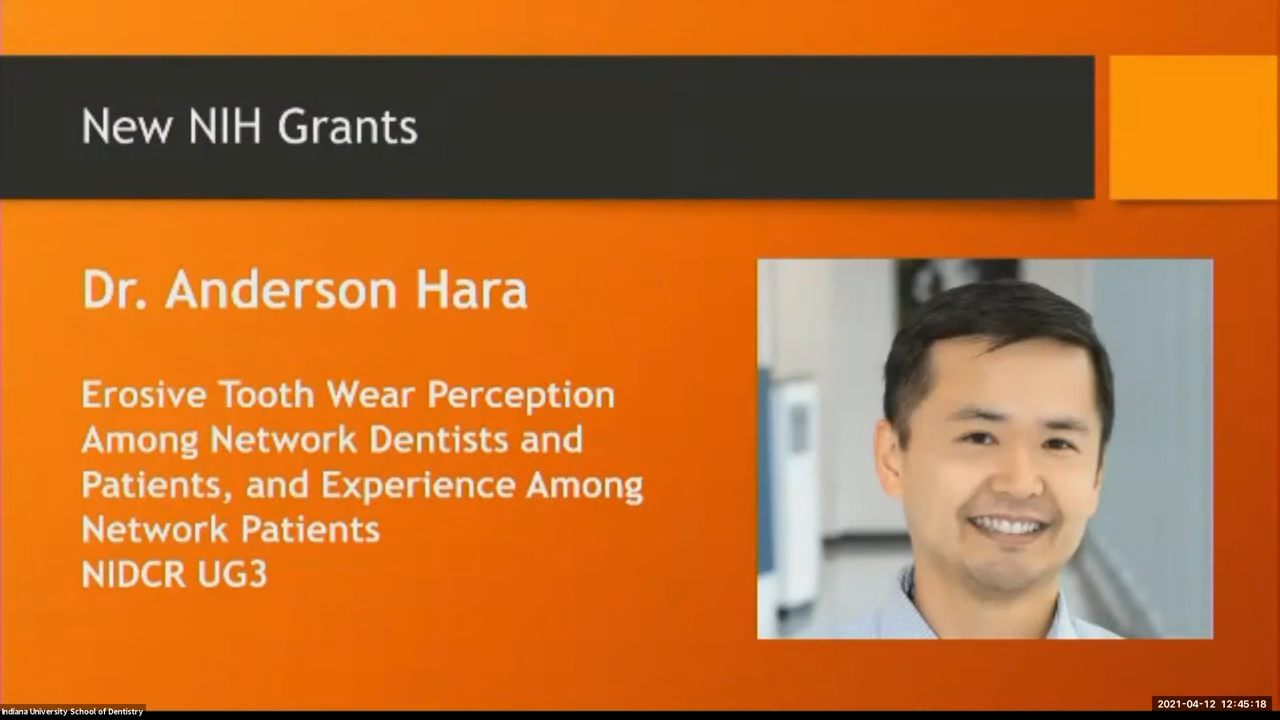 New NIH Grants
Dr. Anderson Hara
Erosive Tooth Wear Perception
Among Network Dentists and
Patients, and Experience Among
Network Patients
NIDCR UG3
Indiana University School of Dentistry
2021-04-12 12:45:18